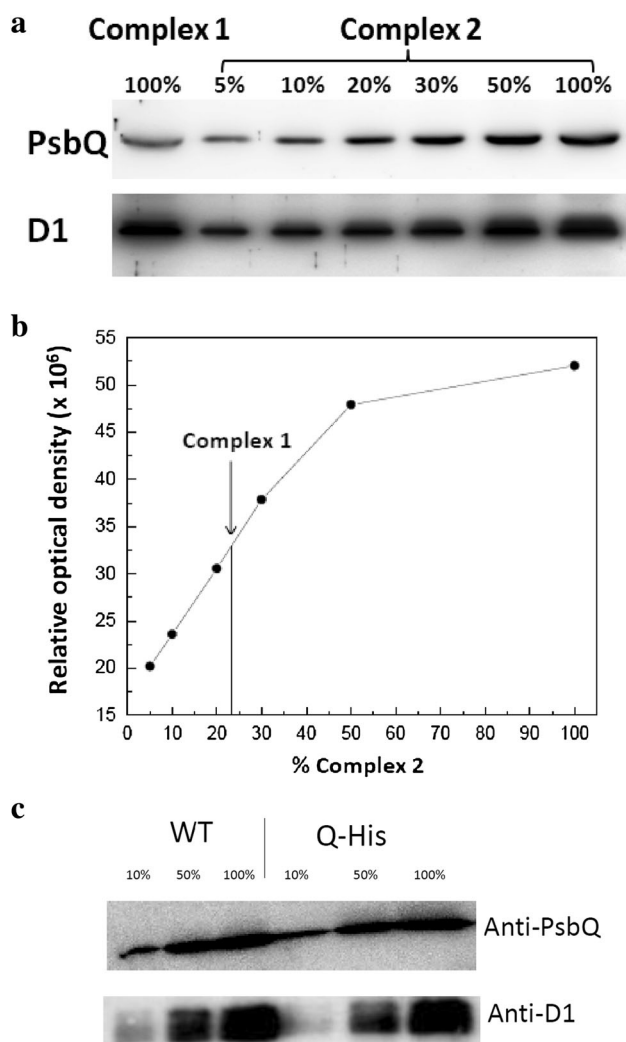 a
Complex 1 Complex 2
100% 5% 10% 20% 30% 50% 100%
PsbQ
D1
b
Relative optical density (x 10⁶)
55
50
45
40
35
30
25
20
15
Complex 1
0 10 20 30 40 50 60 70 80 90 100
% Complex 2
c
WT Q-His
10% 50% 100% 10% 50% 100%
Anti-PsbQ
Anti-D1